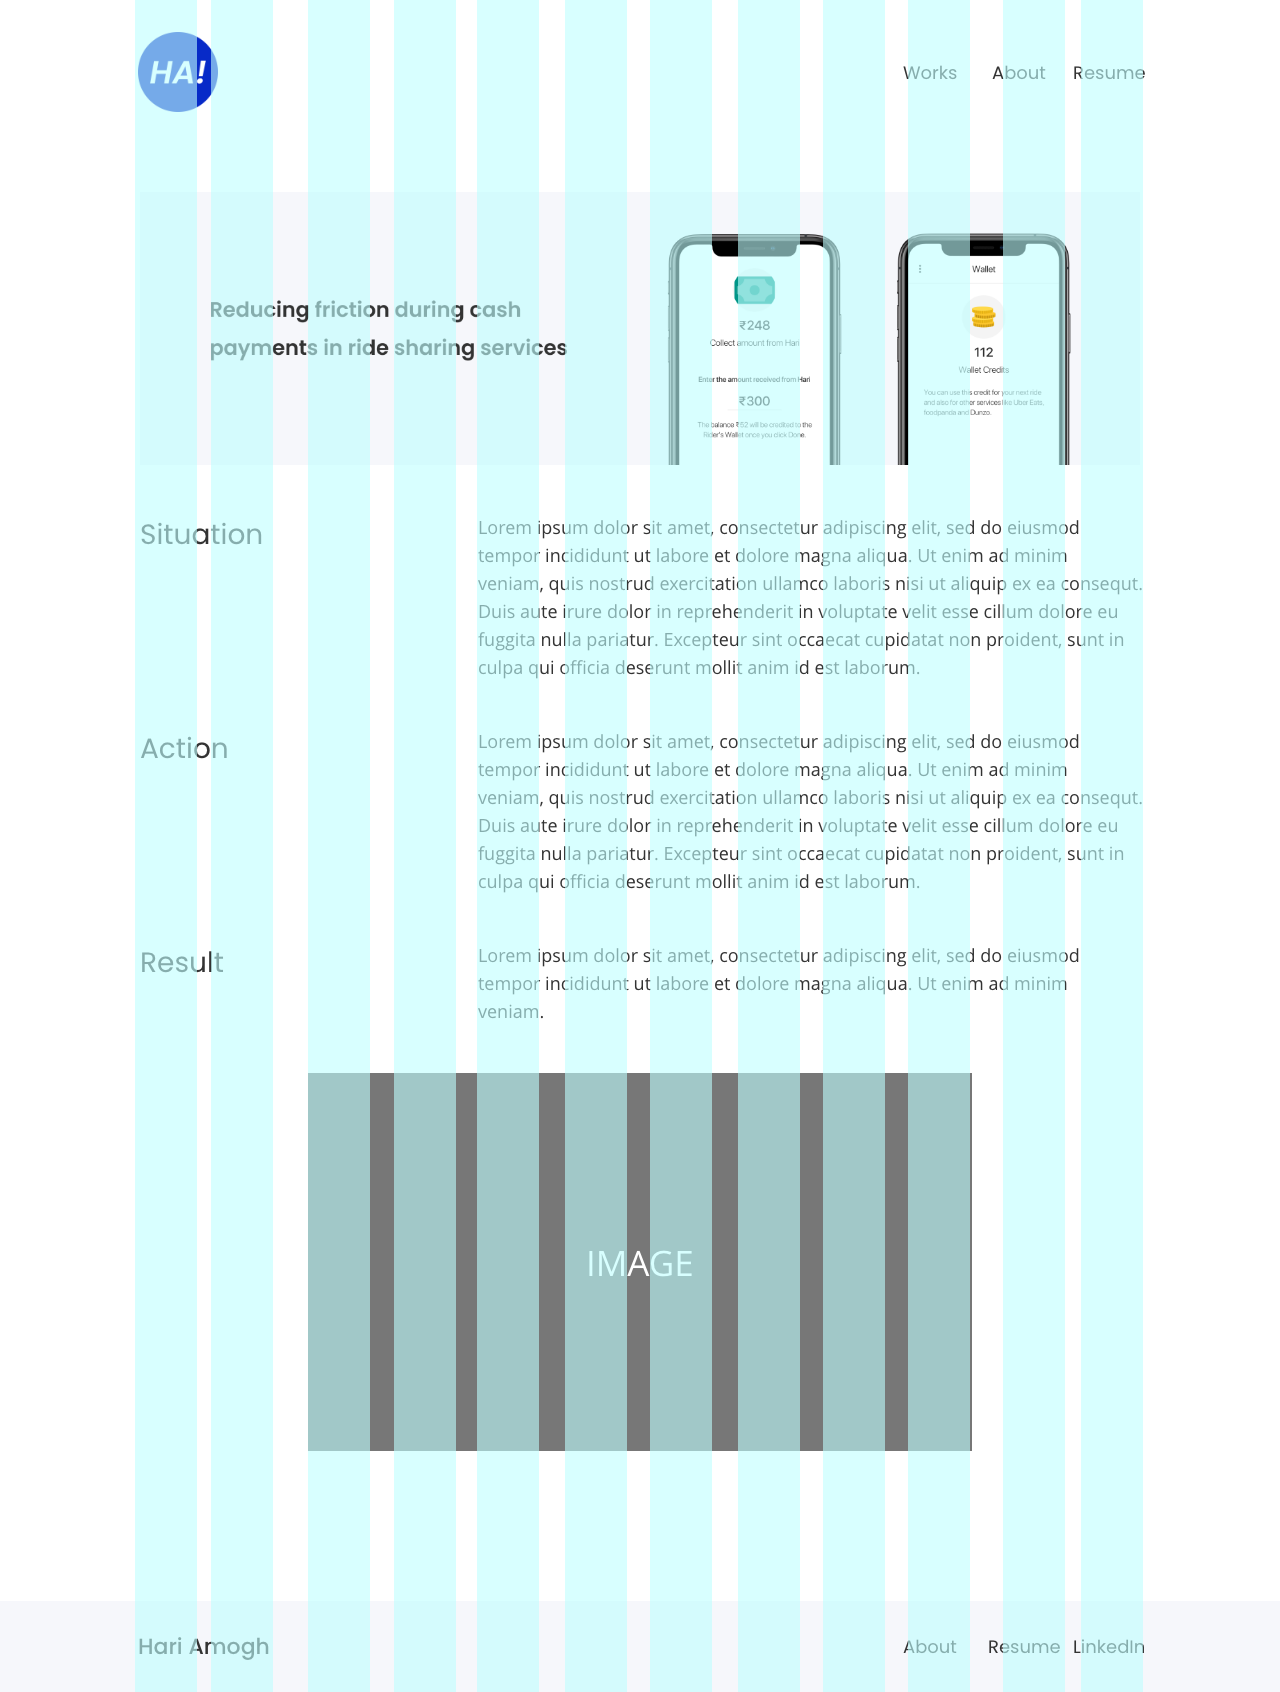 HA!
Works About Resume
Reducing friction during cash
payments in ride sharing services
₹248
Collect amount from Hari
Enter the amount received from Hari
₹300
The balance ₹52 will be credited to the
Rider's Wallet once you click Done.
Wallet
112
Wallet Credits
You can use this credit for your next ride
and also for other services like Uber Eats,
foodpanda and Dunzo.
Situation
Lorem ipsum dolor sit amet, consectetur adipiscing elit, sed do eiusmod
tempor incididunt ut labore et dolore magna aliqua. Ut enim ad minim
veniam, quis nostrud exercitation ullamco laboris nisi ut aliquip ex ea consequt.
Duis aute irure dolor in reprehenderit in voluptate velit esse cillum dolore eu
fuggita nulla pariatur. Excepteur sint occaecat cupidatat non proident, sunt in
culpa qui officia deserunt mollit anim id est laborum.
Action
Lorem ipsum dolor sit amet, consectetur adipiscing elit, sed do eiusmod
tempor incididunt ut labore et dolore magna aliqua. Ut enim ad minim
veniam, quis nostrud exercitation ullamco laboris nisi ut aliquip ex ea consequt.
Duis aute irure dolor in reprehenderit in voluptate velit esse cillum dolore eu
fuggita nulla pariatur. Excepteur sint occaecat cupidatat non proident, sunt in
culpa qui officia deserunt mollit anim id est laborum.
Result
Lorem ipsum dolor sit amet, consectetur adipiscing elit, sed do eiusmod
tempor incididunt ut labore et dolore magna aliqua. Ut enim ad minim
veniam.
IMAGE
Hari Amogh
About Resume LinkedIn